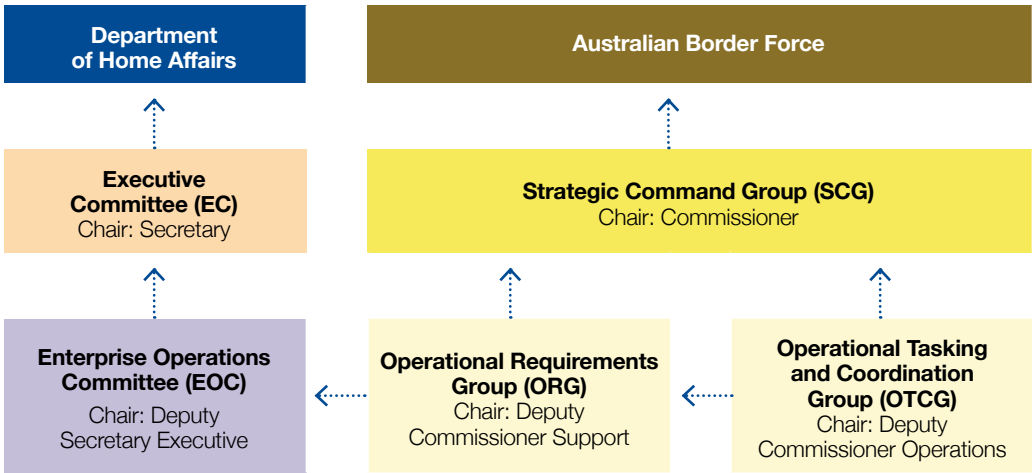 Department
of Home Affairs
Australian Border Force
Executive
Committee (EC)
Chair: Secretary
Strategic Command Group (SCG)
Chair: Commissioner
Enterprise Operations
Committee (EOC)
Chair: Deputy
Secretary Executive
Operational Requirements
Group (ORG)
Chair: Deputy
Commissioner Support
Operational Tasking
and Coordination
Group (OTCG)
Chair: Deputy
Commissioner Operations